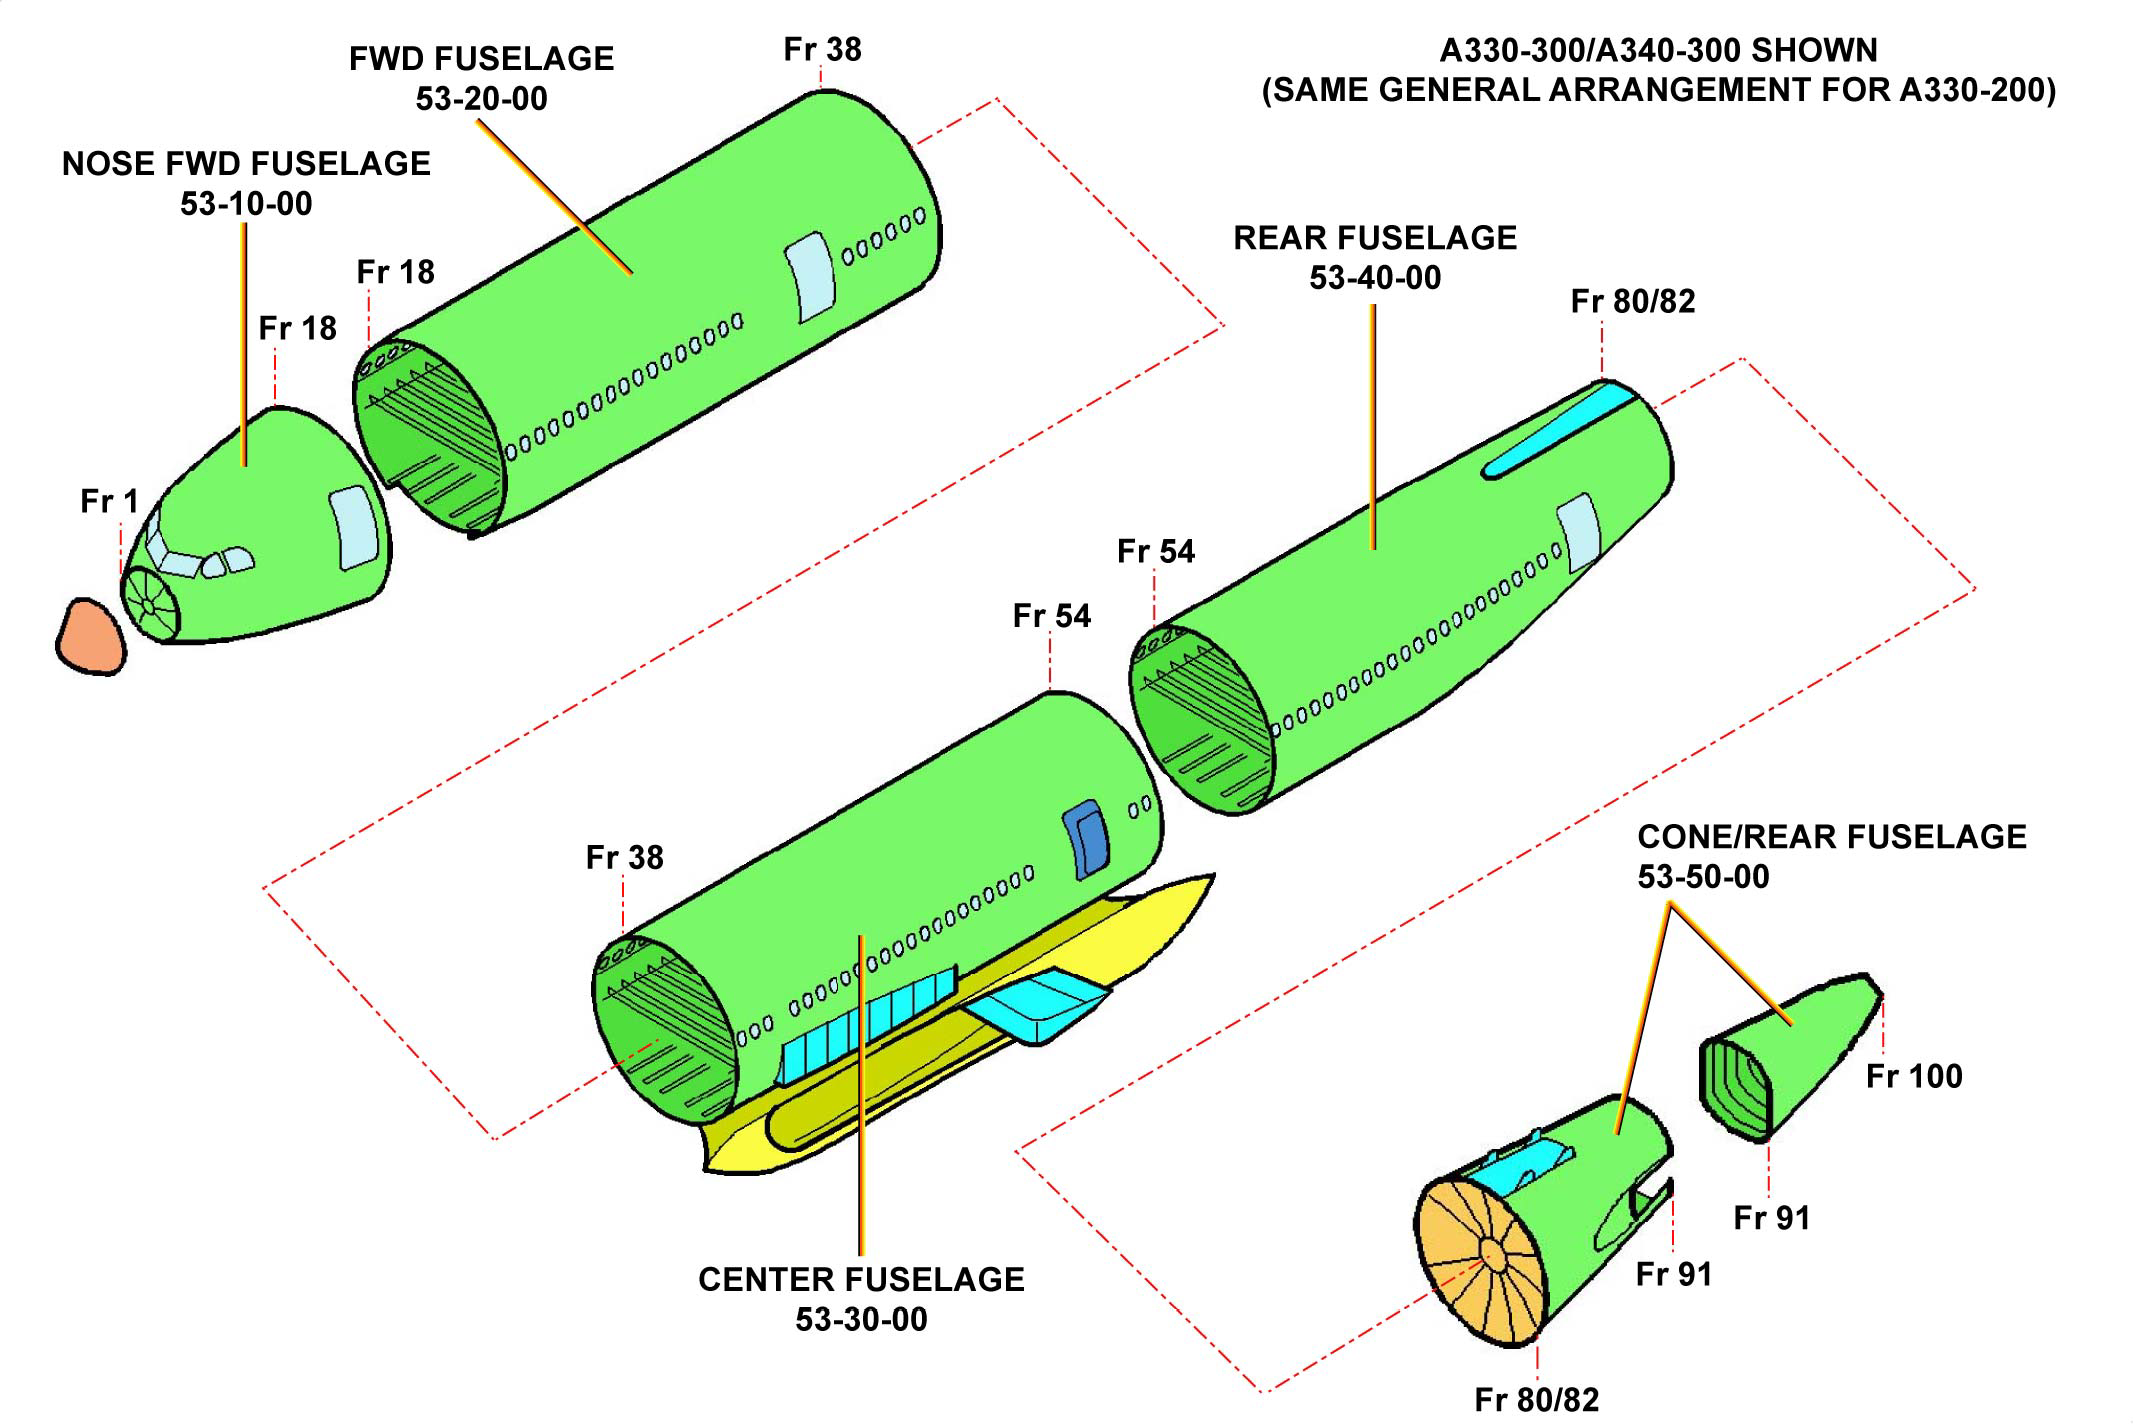 FWD FUSELAGE
53-20-00
Fr 38
A330-300/A340-300 SHOWN
(SAME GENERAL ARRANGEMENT FOR A330-200)
NOSE FWD FUSELAGE
53-10-00
Fr 18
Fr 18
Fr 1
REAR FUSELAGE
53-40-00
Fr 80/82
Fr 54
Fr 54
Fr 38
CENTER FUSELAGE
53-30-00
CONE/REAR FUSELAGE
53-50-00
Fr 100
Fr 91
Fr 91
Fr 80/82